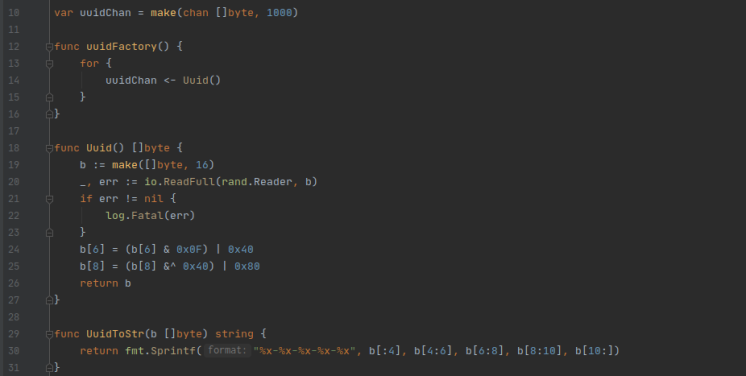 10 var uuidChan = make(chan []byte, 1000)
11
12 func uuidFactory() {
13     for {
14         uuidChan <- Uuid()
15     }
16 }
17
18 func Uuid() []byte {
19     b := make([]byte, 16)
20     _, err := io.ReadFull(rand.Reader, b)
21     if err != nil {
22         log.Fatal(err)
23     }
24     b[6] = (b[6] & 0x0F) | 0x40
25     b[8] = (b[8] &^ 0x40) | 0x80
26     return b
27 }
28
29 func UuidToStr(b []byte) string {
30     return fmt.Sprintf( format: "%x-%x-%x-%x-%x", b[:4], b[4:6], b[6:8], b[8:10], b[10:])
31 }